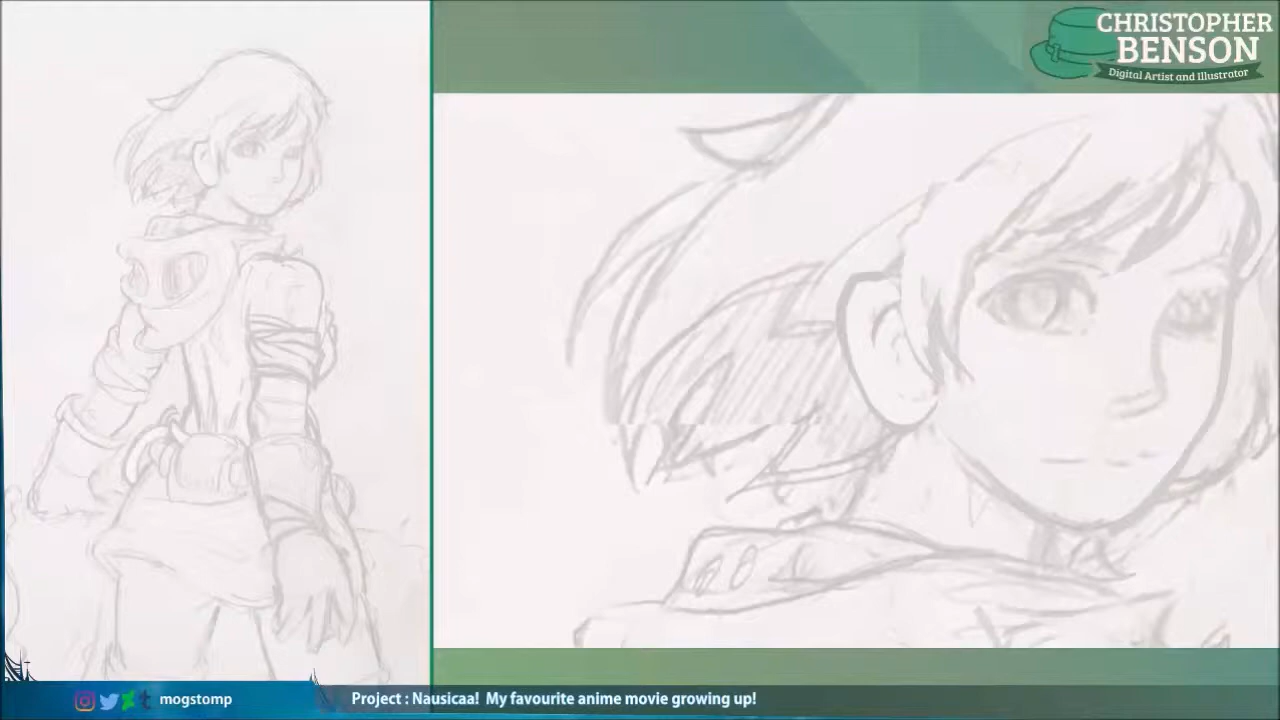 CHRISTOPHER
BENSON
Digital Artist and Illustrator
mogstomp
Project : Nausicaa! My favourite anime movie growing up!